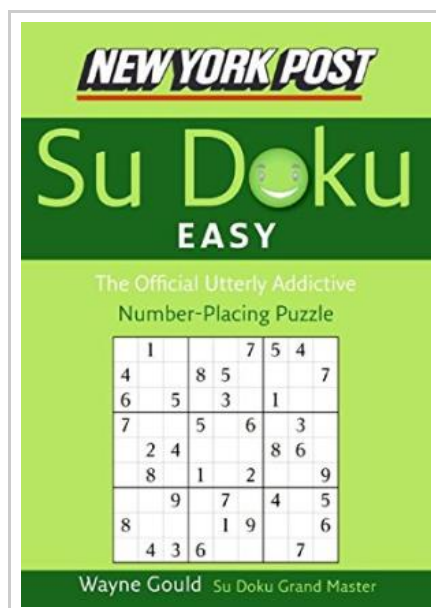 NEW YORK POST
Su Doku
EASY
The Official Utterly Addictive
Number-Placing Puzzle
1 7 5 4
4 8 5 7
6 5 3 1
7 5 6 3
2 4 8 6
8 1 2 9
9 7 4 5
8 1 9 6
4 3 6 7
Wayne Gould Su Doku Grand Master